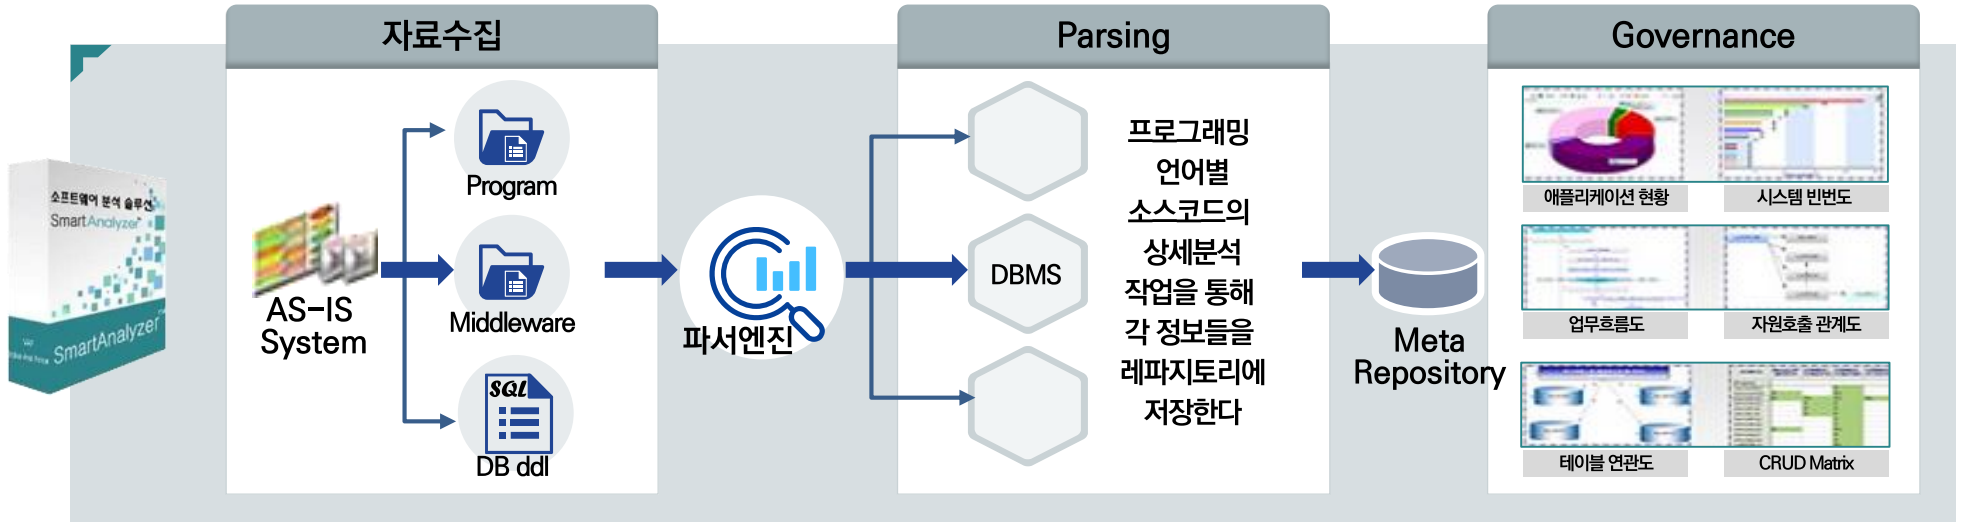 자료수집
Parsing
Governance
소프트웨어 분석 솔루션
SmartAnalyzer
SmartAnalyzer
AS-IS
System
Program
Middleware
SQL
DB ddl
파서엔진
DBMS
프로그래밍
언어별
소스코드의
상세분석
작업을 통해
각 정보들을
레파지토리에
저장한다
Meta
Repository
애플리케이션 현황
시스템 빈번도
업무흐름도
자원호출 관계도
테이블 연관도
CRUD Matrix